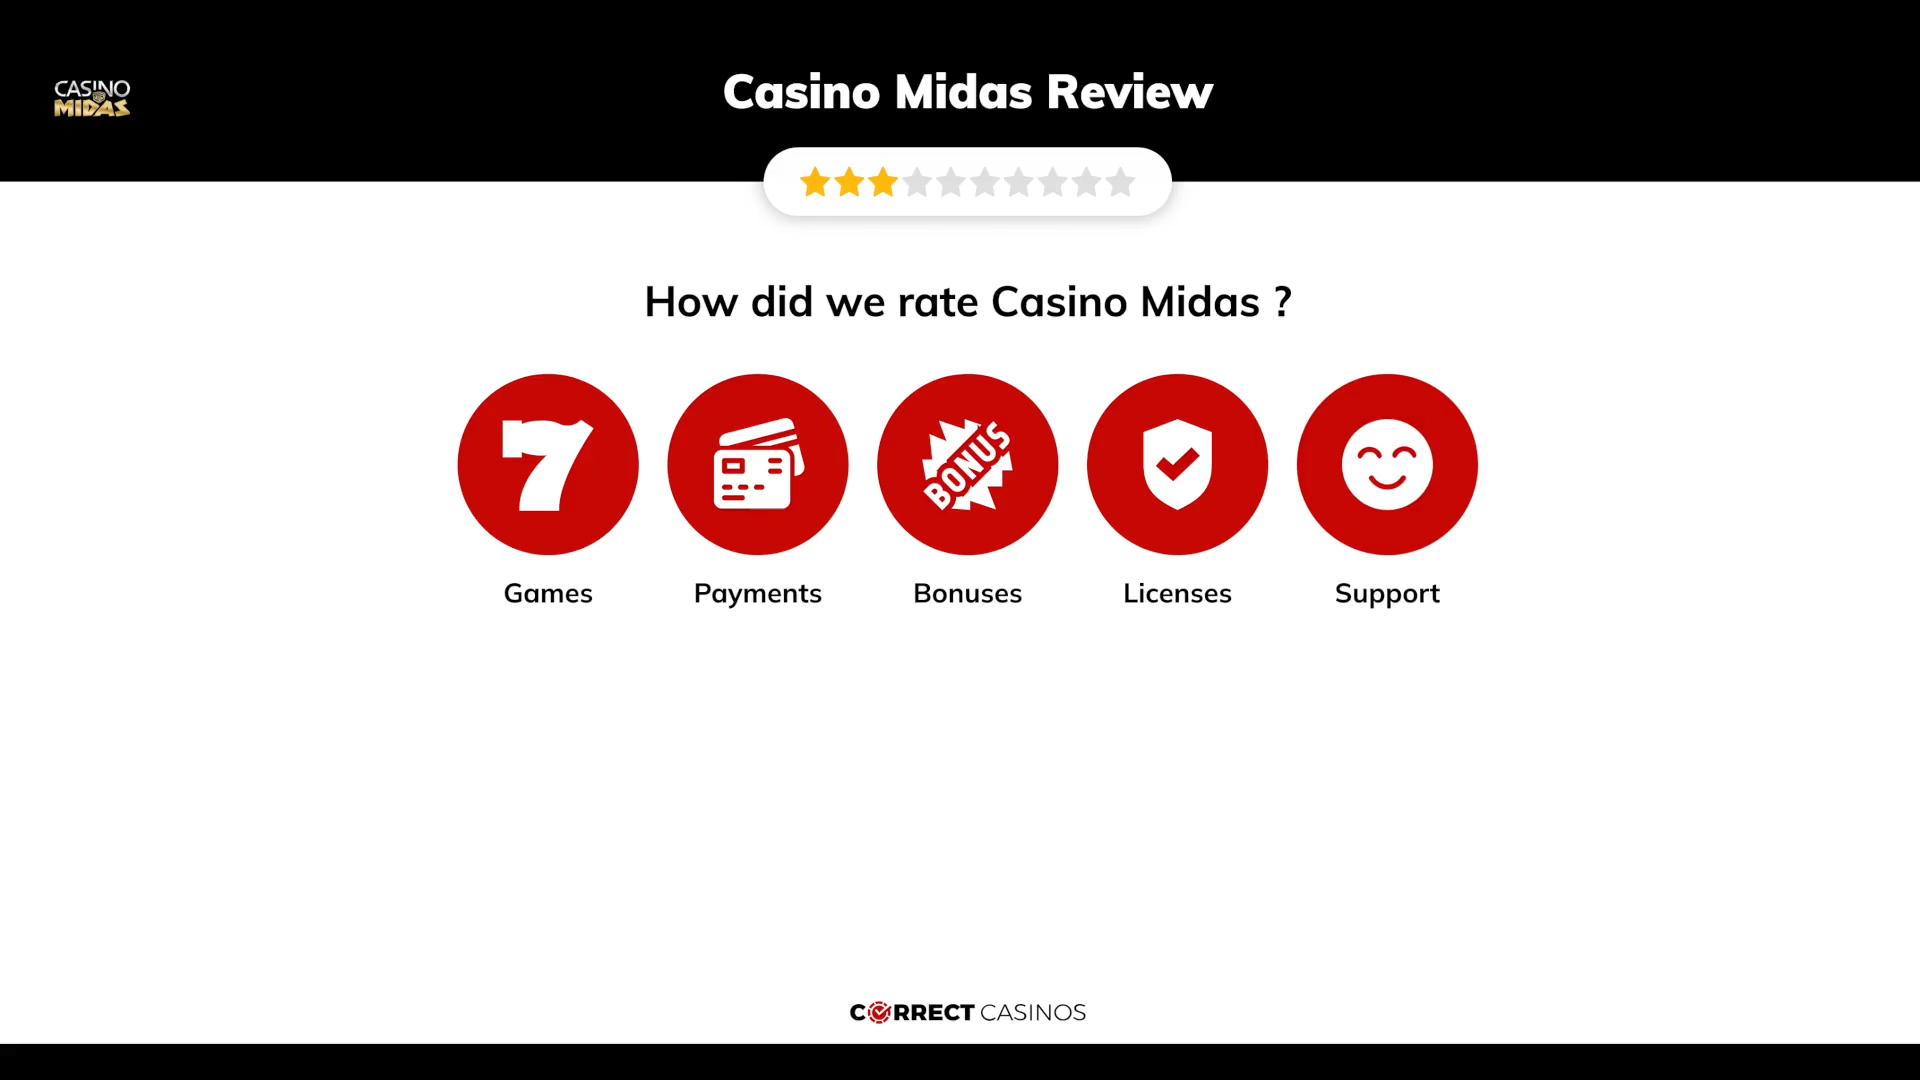 CASINO
MIDAS
Casino Midas Review
How did we rate Casino Midas ?
7
BONUS
Games
Payments
Bonuses
Licenses
Support
CORRECT CASINOS